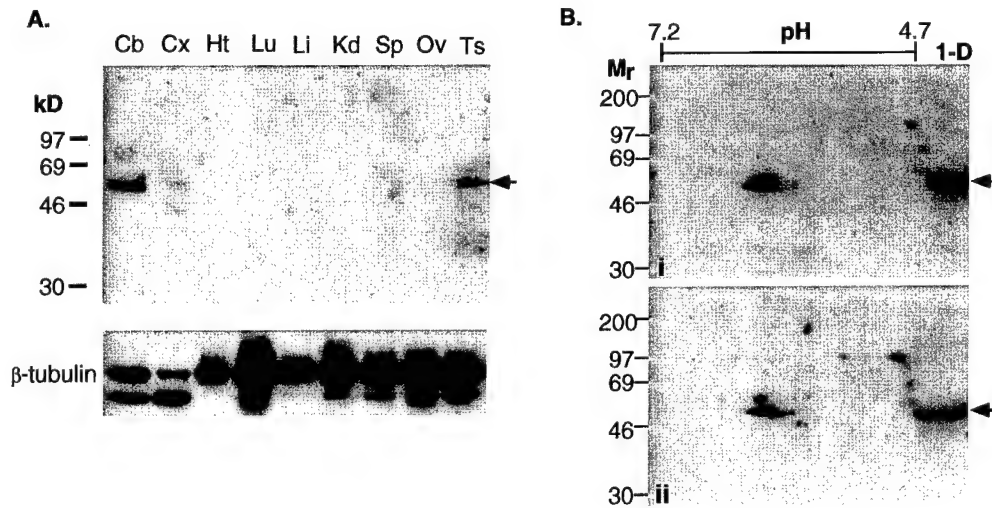 A.
Cb Cx Ht Lu Li Kd Sp Ov Ts
kD
97
69
46
30
β-tubulin
B.
7.2 pH 4.7
1-D
Mr
200
97
69
46
30
i
200
97
69
46
30
ii